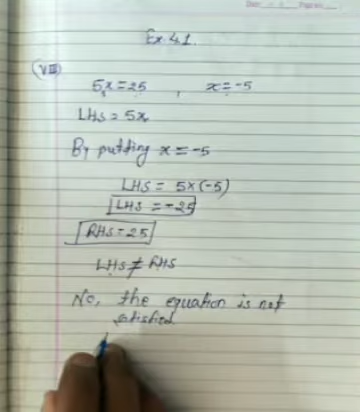 Ex 4.1.
(VIII)
5x = 25 , x = -5
LHS = 5x
By putting x = -5
LHS = 5x(-5)
LHS = -25
RHS = 25
LHS ≠ RHS
No, the equation is not
satisfied